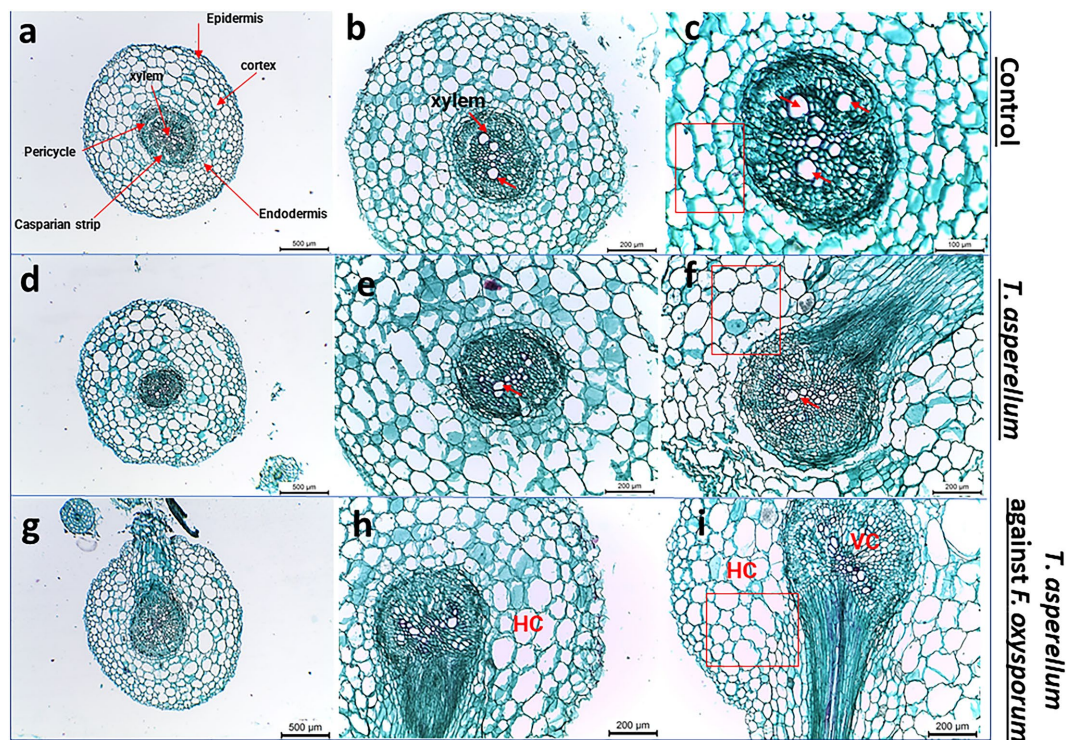 a
Epidermis
xylem
cortex
Pericycle
Casparian strip
Endodermis
500 µm
b
xylem
200 µm
c
100 µm
Control
d
500 µm
e
200 µm
f
200 µm
T. asperellum
g
500 µm
h
HC
200 µm
i
HC
VC
200 µm
T. asperellum
against F. oxysporum